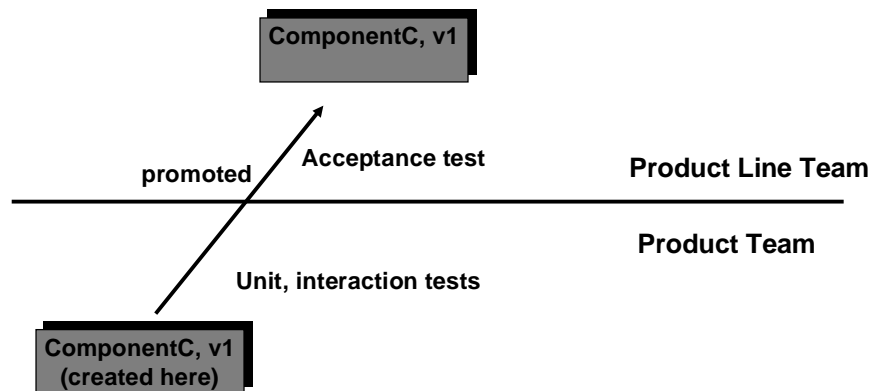 ComponentC, v1
promoted
Acceptance test
Product Line Team
Product Team
Unit, interaction tests
ComponentC, v1
(created here)